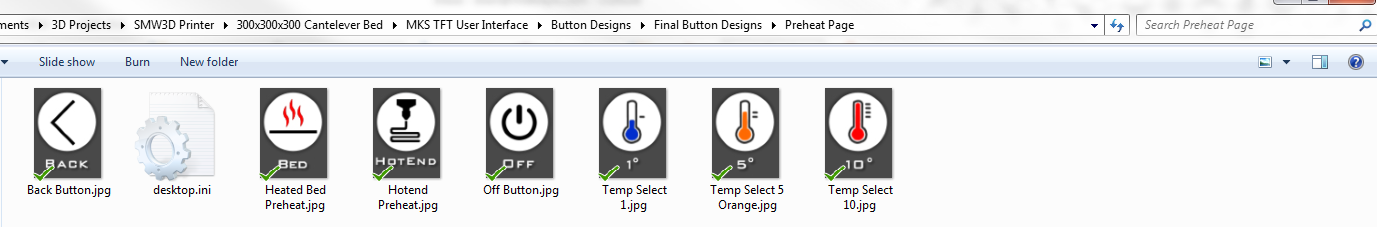 ments ▸ 3D Projects ▸ SMW3D Printer ▸ 300x300x300 Cantelever Bed ▸ MKS TFT User Interface ▸ Button Designs ▸ Final Button Designs ▸ Preheat Page
Search Preheat Page
Slide show Burn New folder
BACK
BED
HOTEND
OFF
1°
5°
10°
Back Button.jpg
desktop.ini
Heated Bed
Preheat.jpg
Hotend
Preheat.jpg
Off Button.jpg
Temp Select
1.jpg
Temp Select 5
Orange.jpg
Temp Select
10.jpg